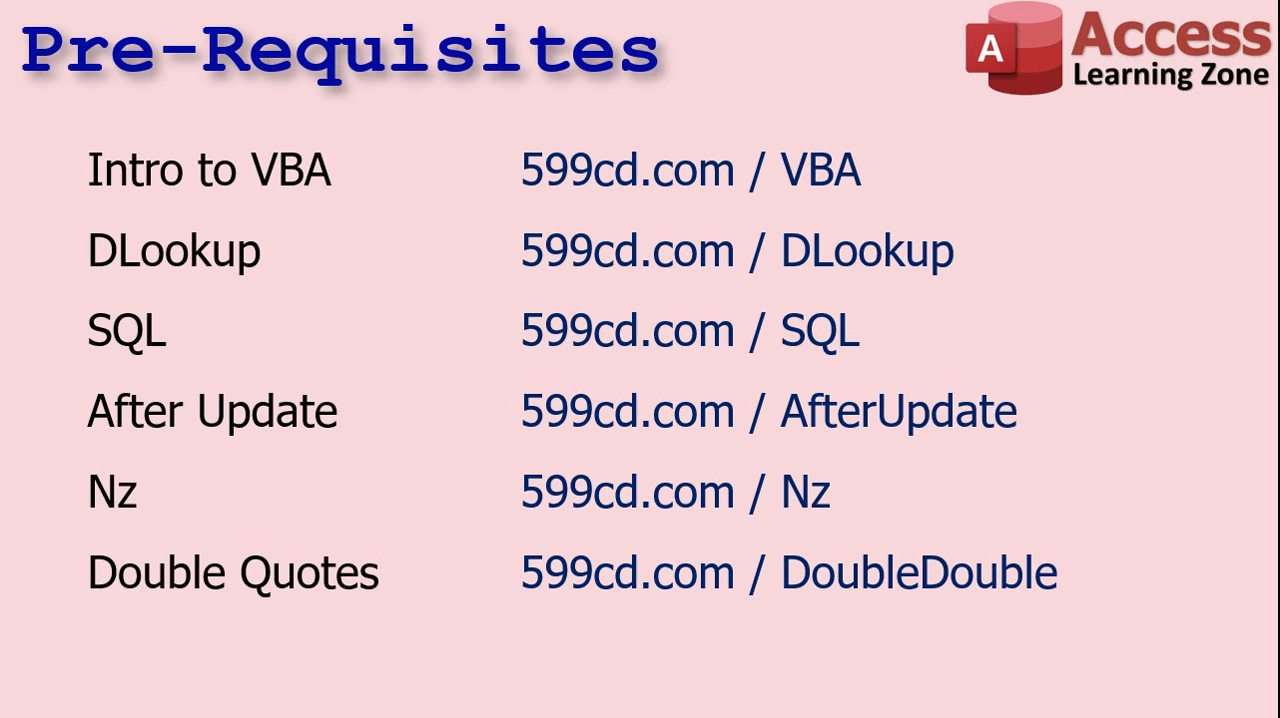 Pre-Requisites
A Access
Learning Zone
Intro to VBA 599cd.com / VBA
DLookup 599cd.com / DLookup
SQL 599cd.com / SQL
After Update 599cd.com / AfterUpdate
Nz 599cd.com / Nz
Double Quotes 599cd.com / DoubleDouble